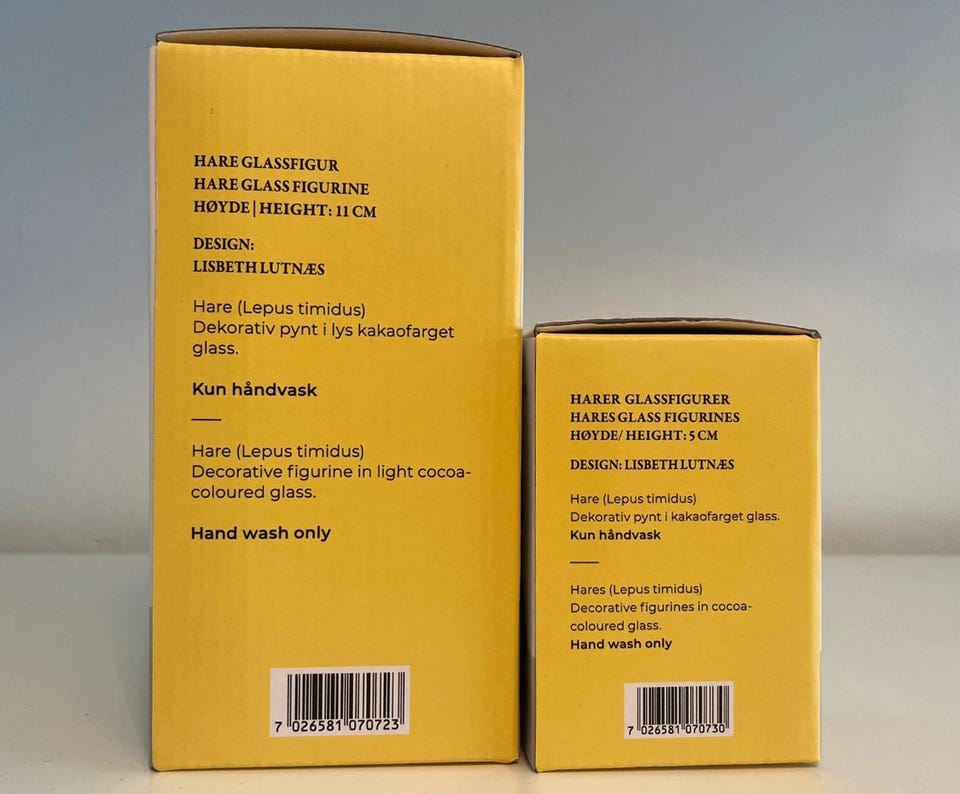 HARE GLASSFIGUR
HARE GLASS FIGURINE
HØYDE | HEIGHT: 11 CM
DESIGN:
LISBETH LUTNÆS
Hare (Lepus timidus)
Dekorativ pynt i lys kakaofarget
glass.
Kun håndvask
Hare (Lepus timidus)
Decorative figurine in light cocoa-
coloured glass.
Hand wash only
7 026581 070723
HARER GLASSFIGURER
HARES GLASS FIGURINES
HØYDE/ HEIGHT: 5 CM
DESIGN: LISBETH LUTNÆS
Hare (Lepus timidus)
Dekorativ pynt i kakaofarget glass.
Kun håndvask
Hares (Lepus timidus)
Decorative figurines in cocoa-
coloured glass.
Hand wash only
7 026581 070730